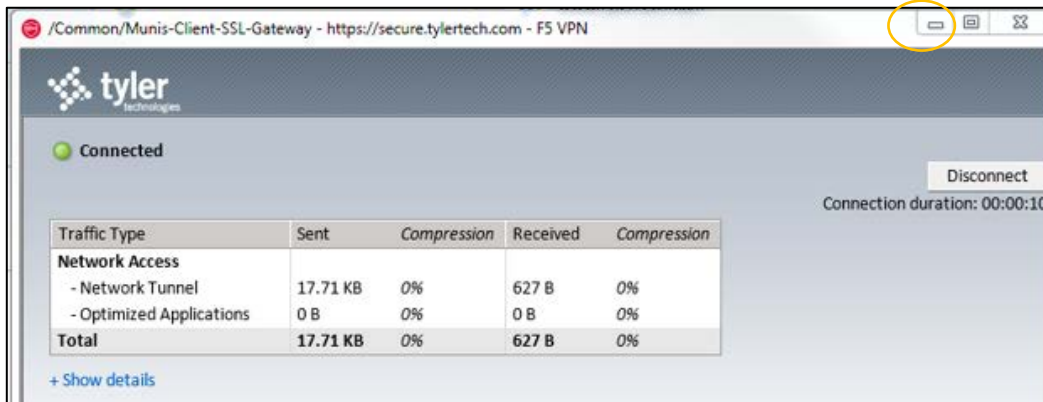 /Common/Munis-Client-SSL-Gateway - https://secure.tylertech.com - F5 VPN
tyler
technologies
Connected
Disconnect
Connection duration: 00:00:10
Traffic Type Sent Compression Received Compression
Network Access
- Network Tunnel 17.71 KB 0% 627 B 0%
- Optimized Applications 0 B 0% 0 B 0%
Total 17.71 KB 0% 627 B 0%
+ Show details